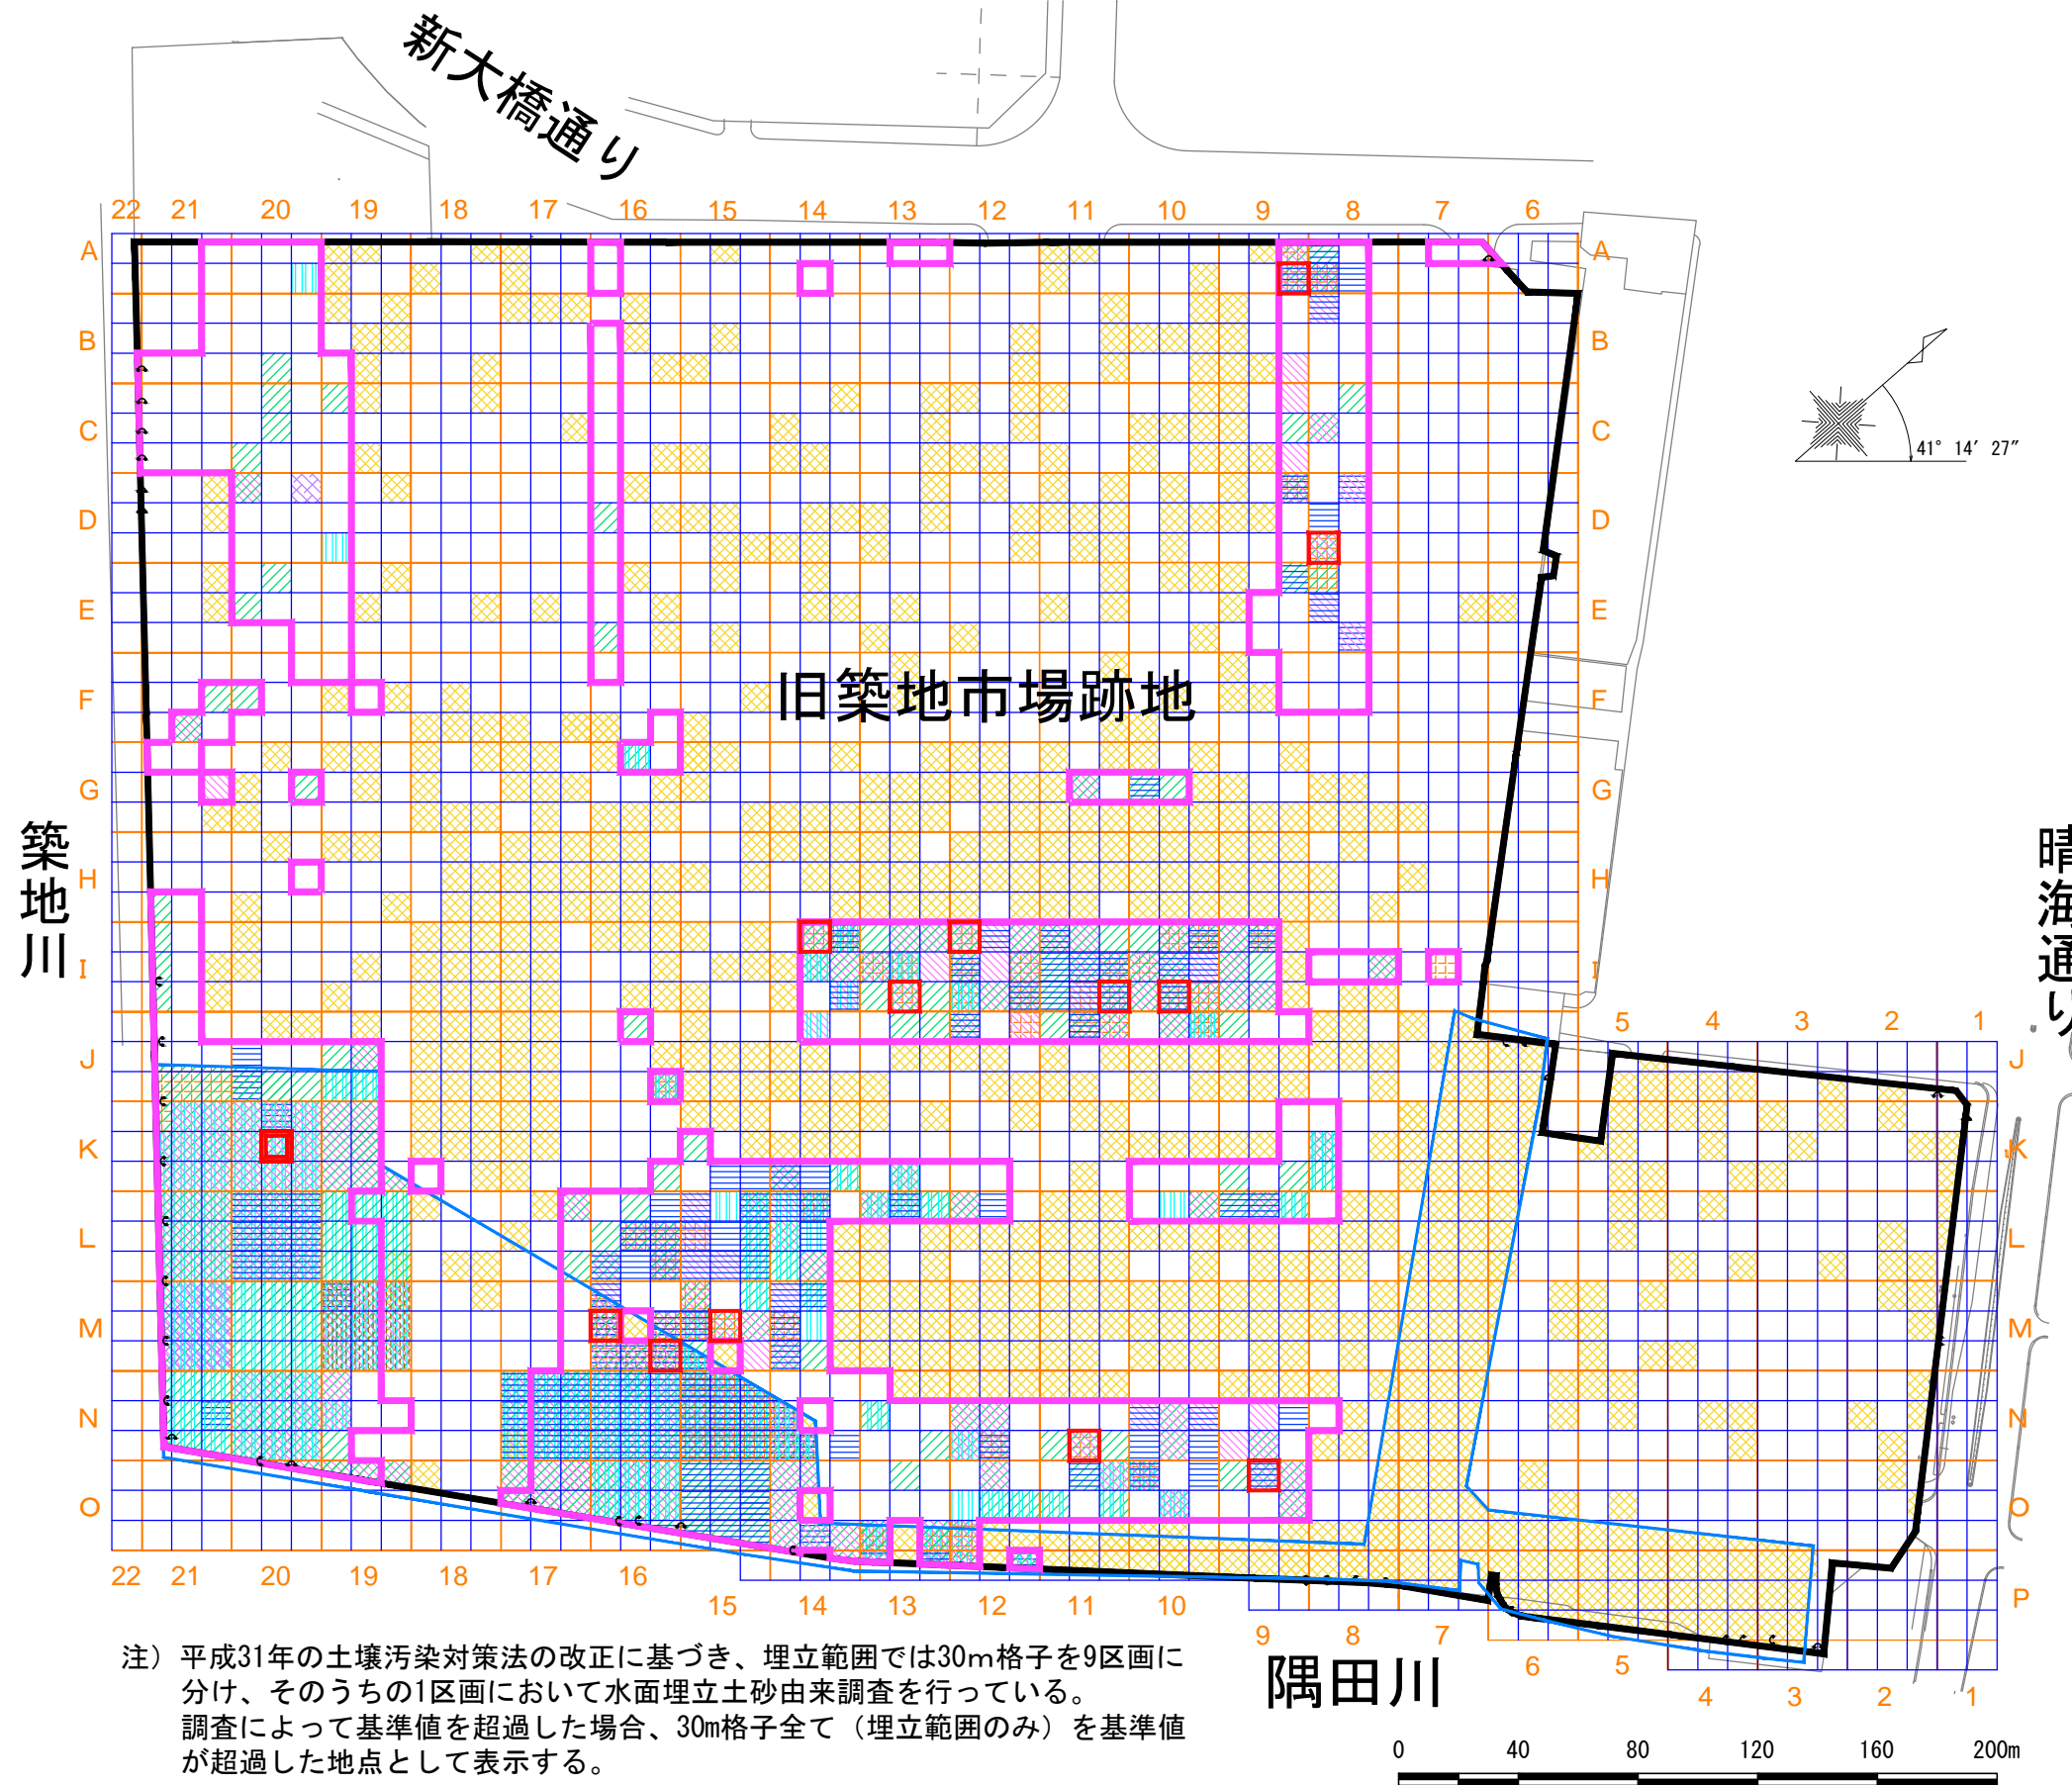 新大橋通り
22 21 20 19 18 17 16 15 14 13 12 11 10 9 8 7 6
A A
B B
C C
41° 14′ 27″
D D
E E
旧築地市場跡地
F F
G G
築地川
晴海通り
H H
I I
5 4 3 2 1
J J
K K
L L
M M
N N
O O
22 21 20 19 18 17 16
15 14 13 12 11 10
P
9 8 7
6 5
4 3 2 1
隅田川
注) 平成31年の土壌汚染対策法の改正に基づき、埋立範囲では30m格子を9区画に
分け、そのうちの1区画において水面埋立土砂由来調査を行っている。
調査によって基準値を超過した場合、30m格子全て(埋立範囲のみ)を基準値
が超過した地点として表示する。
0 40 80 120 160 200m